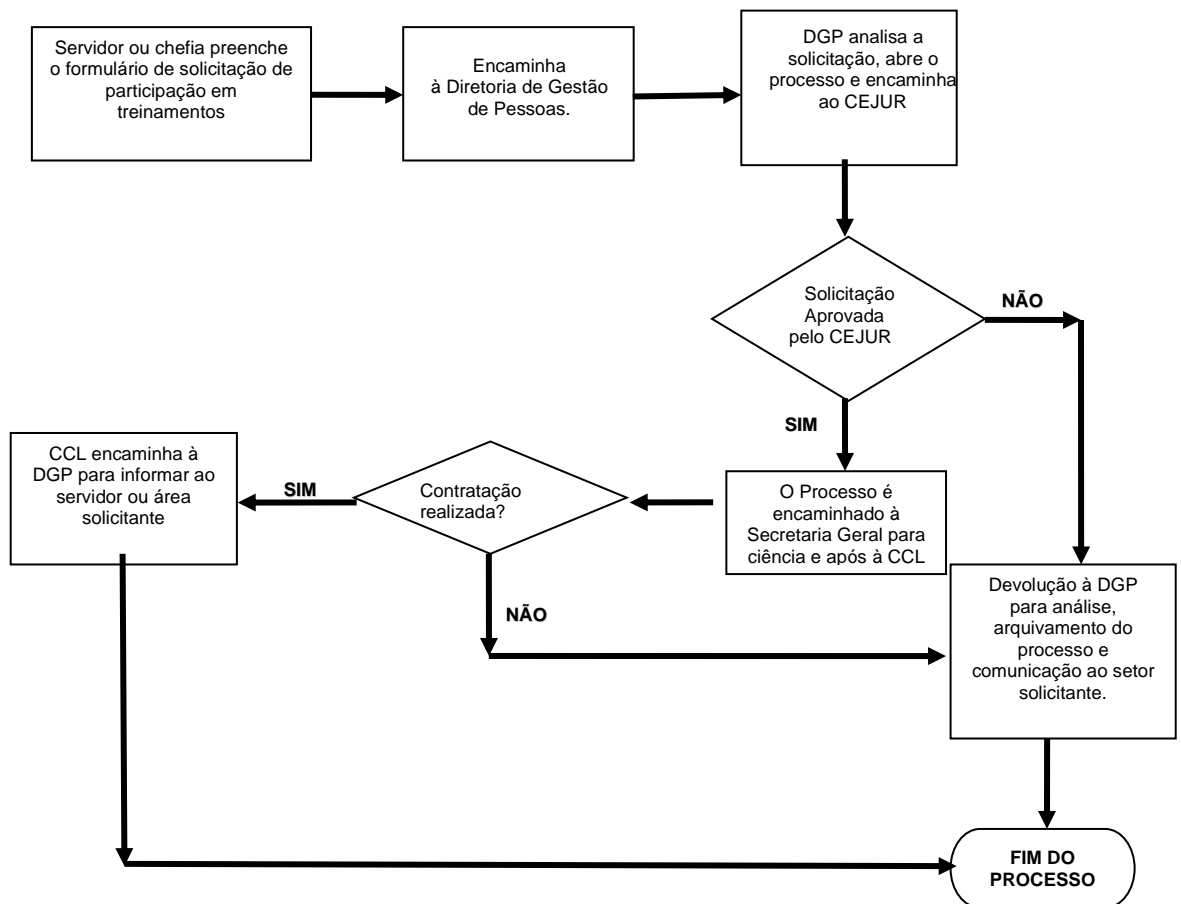 Servidor ou chefia preenche
o formulário de solicitação de
participação em
treinamentos
Encaminha
à Diretoria de Gestão
de Pessoas.
DGP analisa a
solicitação, abre o
processo e encaminha
ao CEJUR
Solicitação
Aprovada
pelo CEJUR
NÃO
SIM
O Processo é
encaminhado à
Secretaria Geral para
ciência e após à CCL
Contratação
realizada?
SIM
CCL encaminha à
DGP para informar ao
servidor ou área
solicitante
NÃO
Devolução à DGP
para análise,
arquivamento do
processo e
comunicação ao setor
solicitante.
FIM DO
PROCESSO